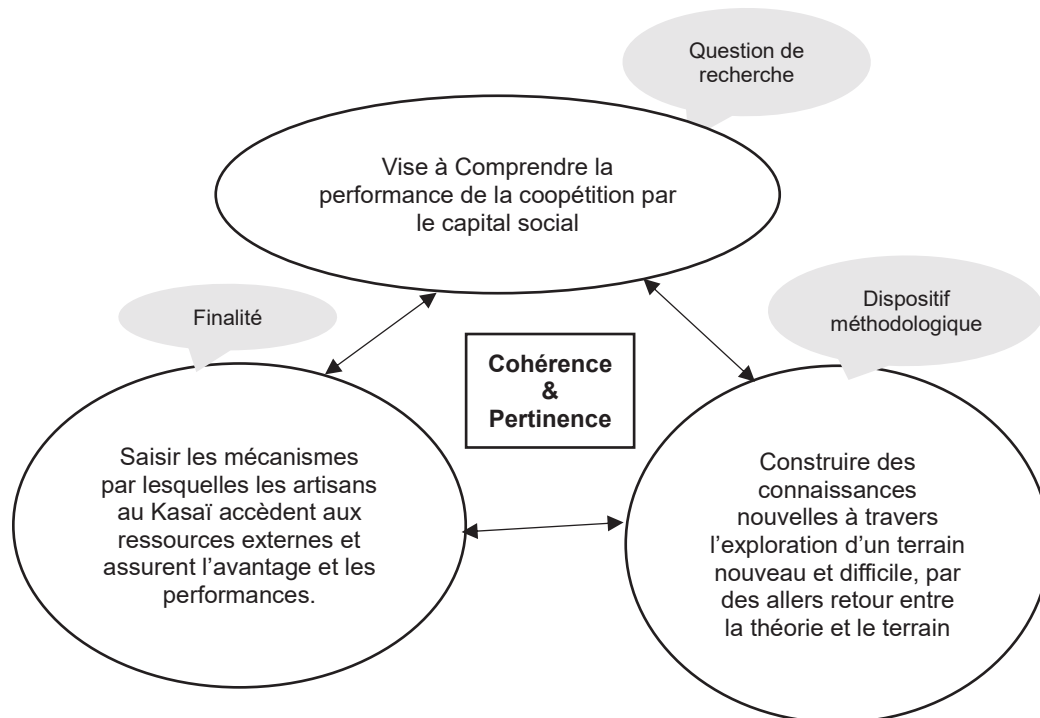 Question de
recherche
Vise à Comprendre la
performance de la coopétition par
le capital social
Finalité
Dispositif
méthodologique
Cohérence
&
Pertinence
Saisir les mécanismes
par lesquelles les artisans
au Kasaï accèdent aux
ressources externes et
assurent l’avantage et les
performances.
Construire des
connaissances
nouvelles à travers
l’exploration d’un terrain
nouveau et difficile, par
des allers retour entre
la théorie et le terrain